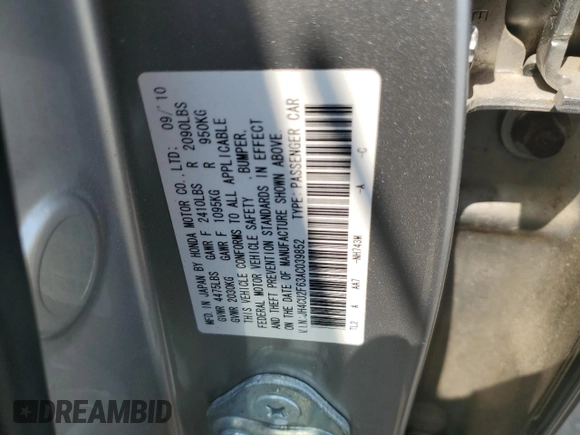 MFD. IN JAPAN BY HONDA MOTOR CO., LTD: 09/'10
GVWR 4475LBS GAWR F 2410LBS R 2090LBS
GVWR 2030KG GAWR F 1095KG R 950KG
THIS VEHICLE CONFORMS TO ALL APPLICABLE
FEDERAL MOTOR VEHICLE SAFETY, BUMPER,
AND THEFT PREVENTION STANDARDS IN EFFECT
ON THE DATE OF MANUFACTURE SHOWN ABOVE.
V.I.N.:JH4CU2F63AC039852 TYPE:PASSENGER CAR
TL2 A AA7 -NH743M -A -C
DREAMBID